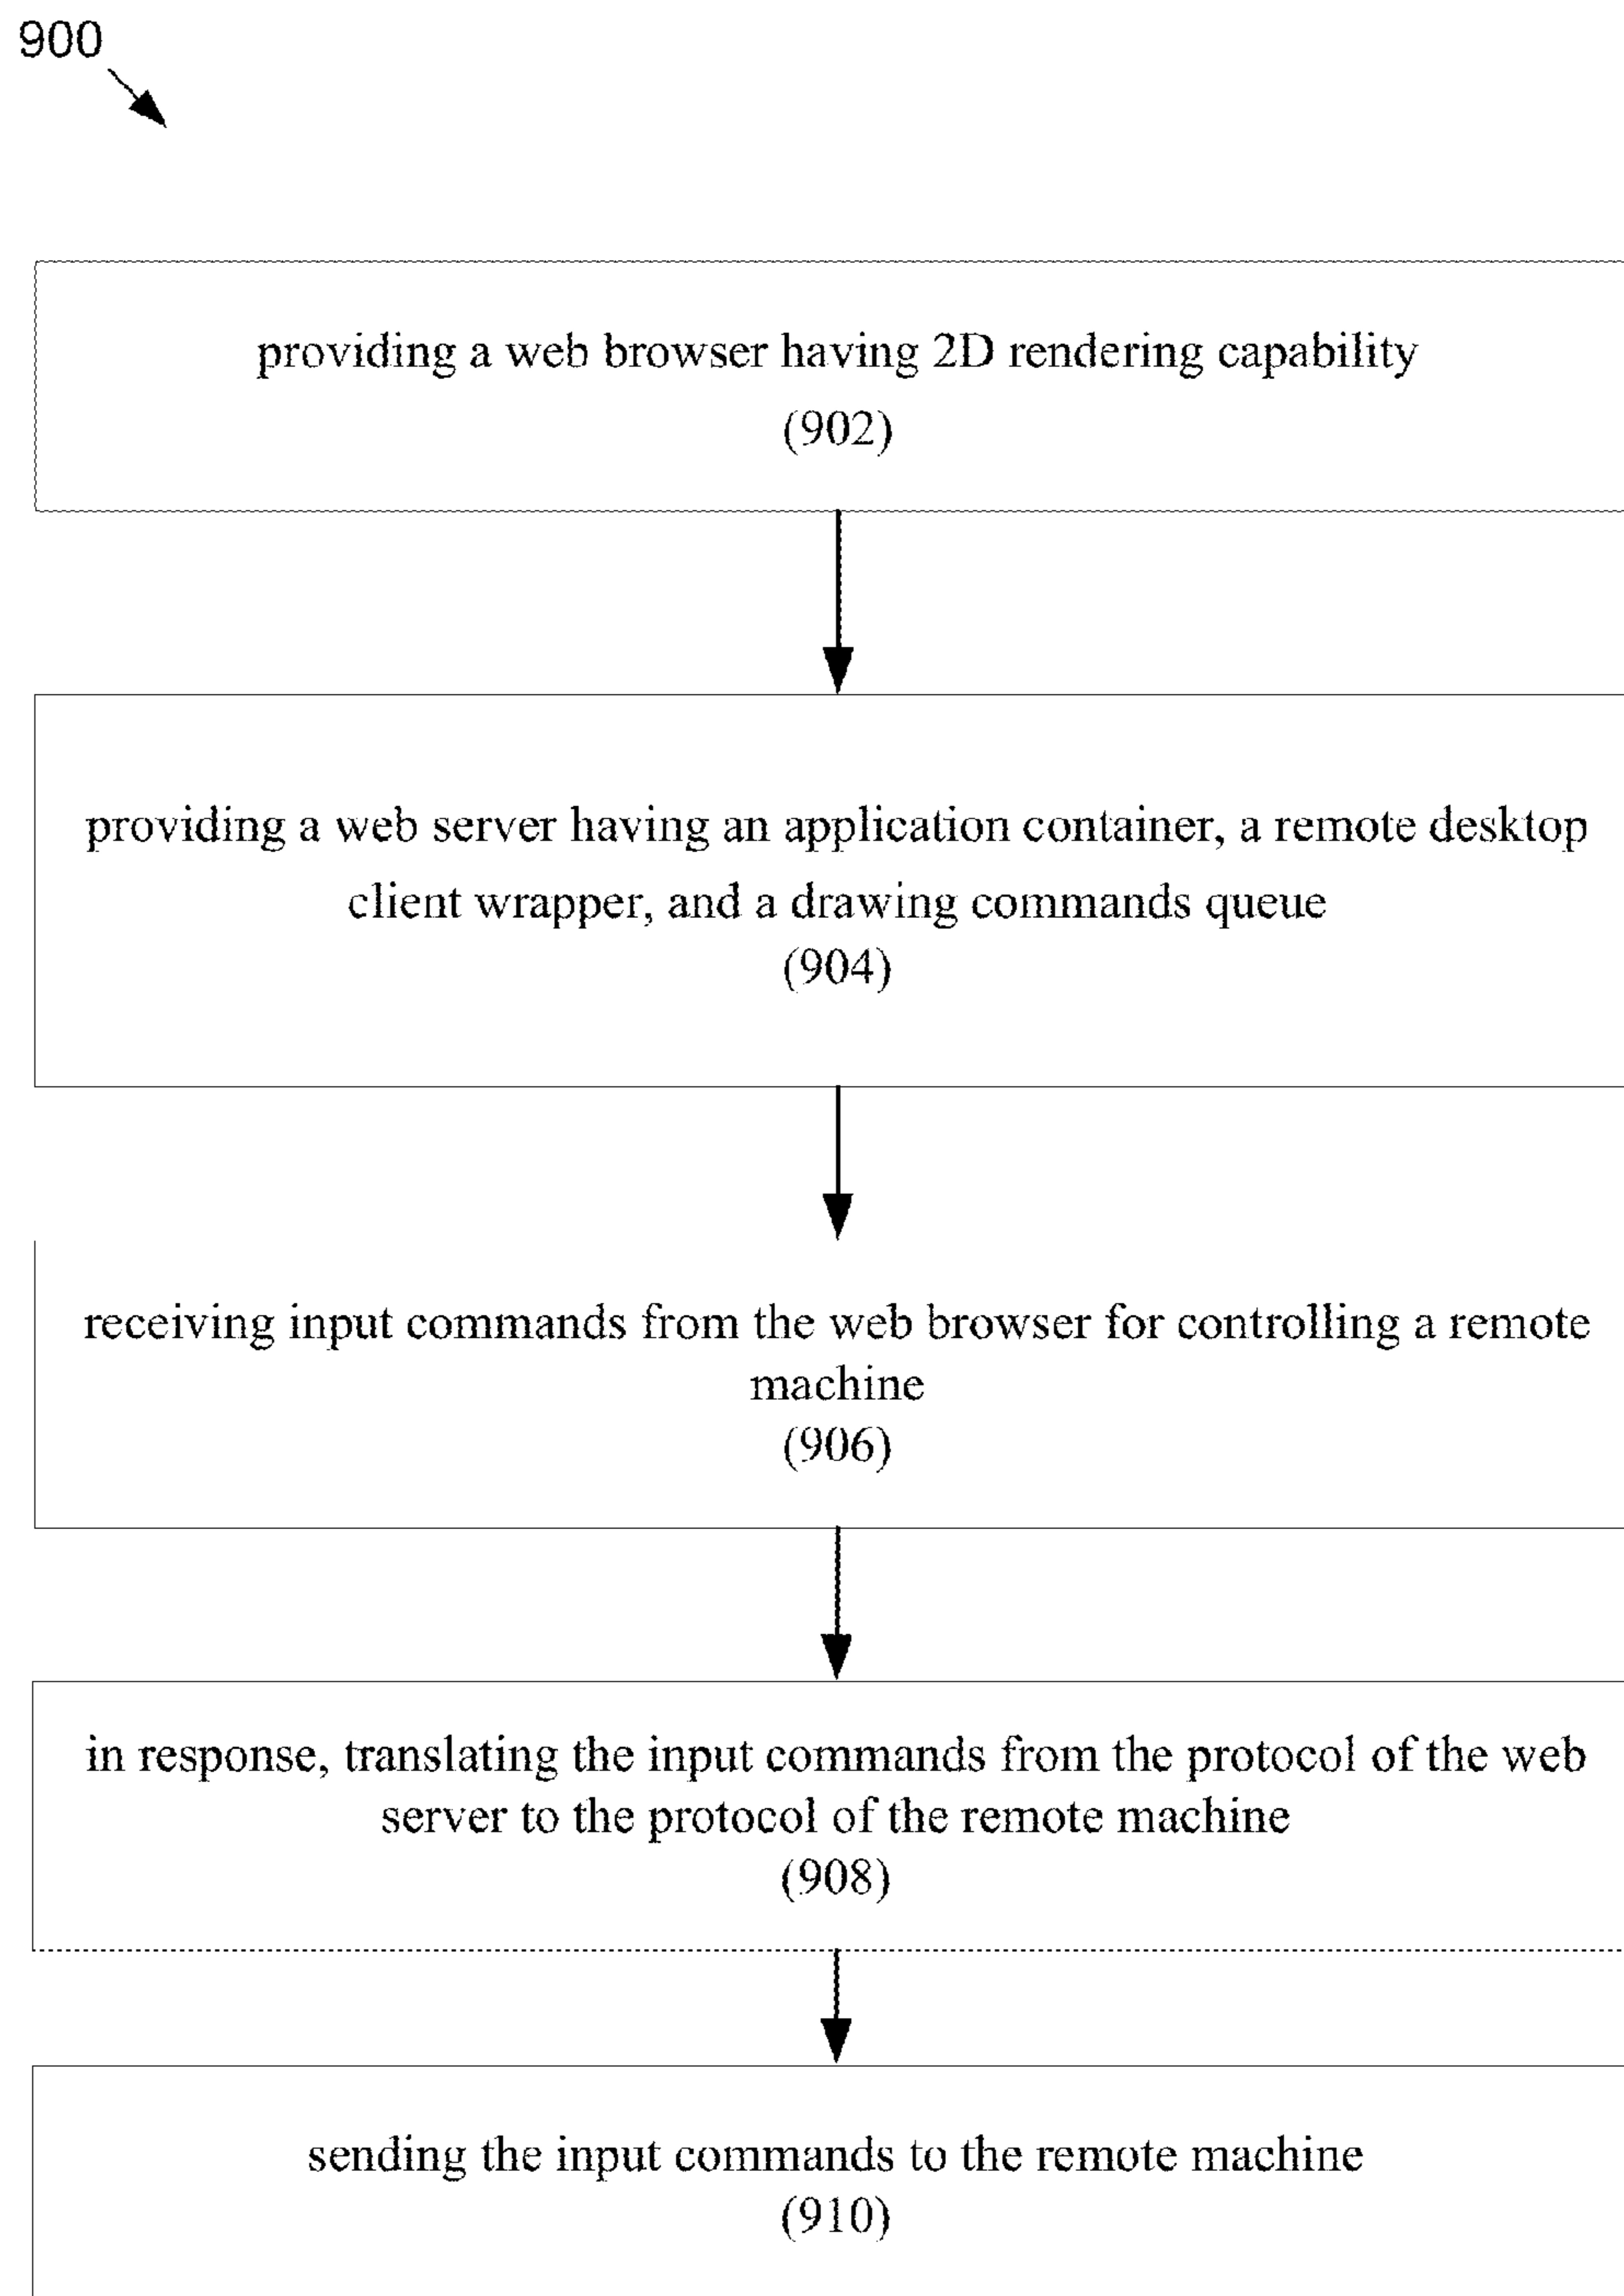 900
providing a web browser having 2D rendering capability
(902)
providing a web server having an application container, a remote desktop
client wrapper, and a drawing commands queue
(904)
receiving input commands from the web browser for controlling a remote
machine
(906)
in response, translating the input commands from the protocol of the web
server to the protocol of the remote machine
(908)
sending the input commands to the remote machine
(910)